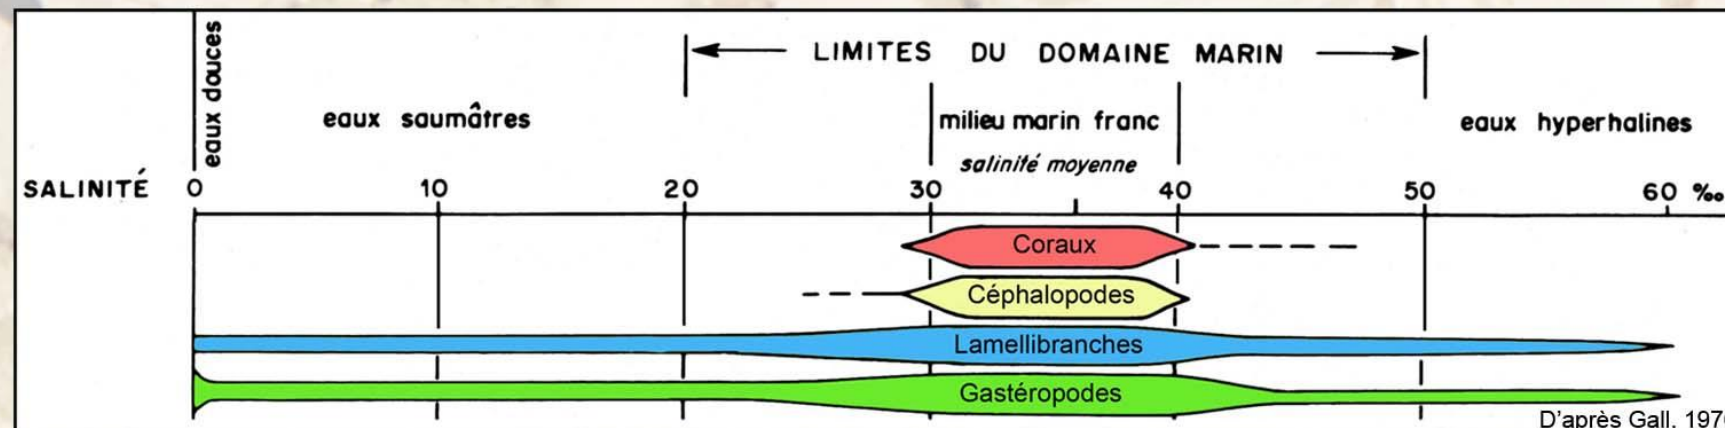 LIMITES DU DOMAINE MARIN
eaux douces
eaux saumâtres
milieu marin franc
eaux hyperhalines
salinité moyenne
SALINITÉ 0 10 20 30 40 50 60 ‰
Coraux
Céphalopodes
Lamellibranches
Gastéropodes
D'après Gall, 1976